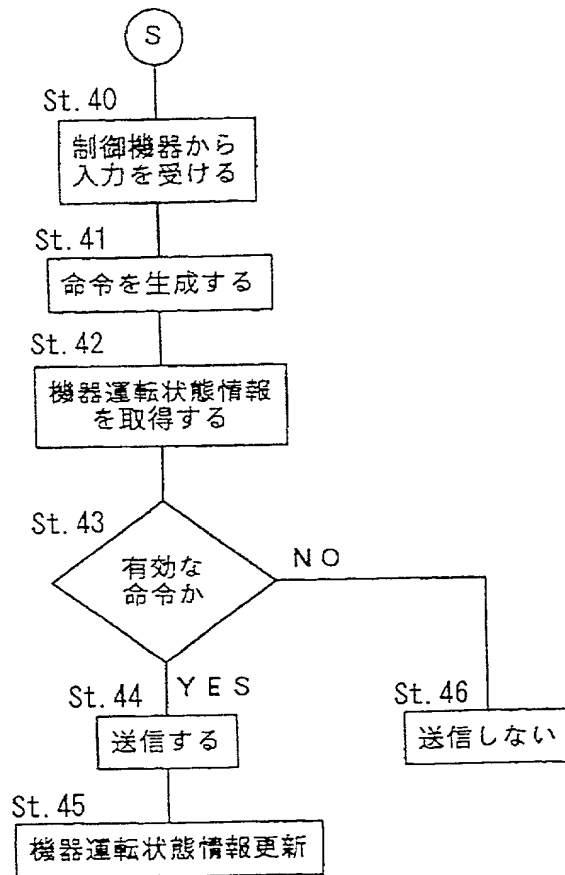 S
St.40
制御機器から
入力を受ける
St.41
命令を生成する
St.42
機器運転状態情報
を取得する
St.43
有効な
命令か
NO
YES
St.44
送信する
St.46
送信しない
St.45
機器運転状態情報更新